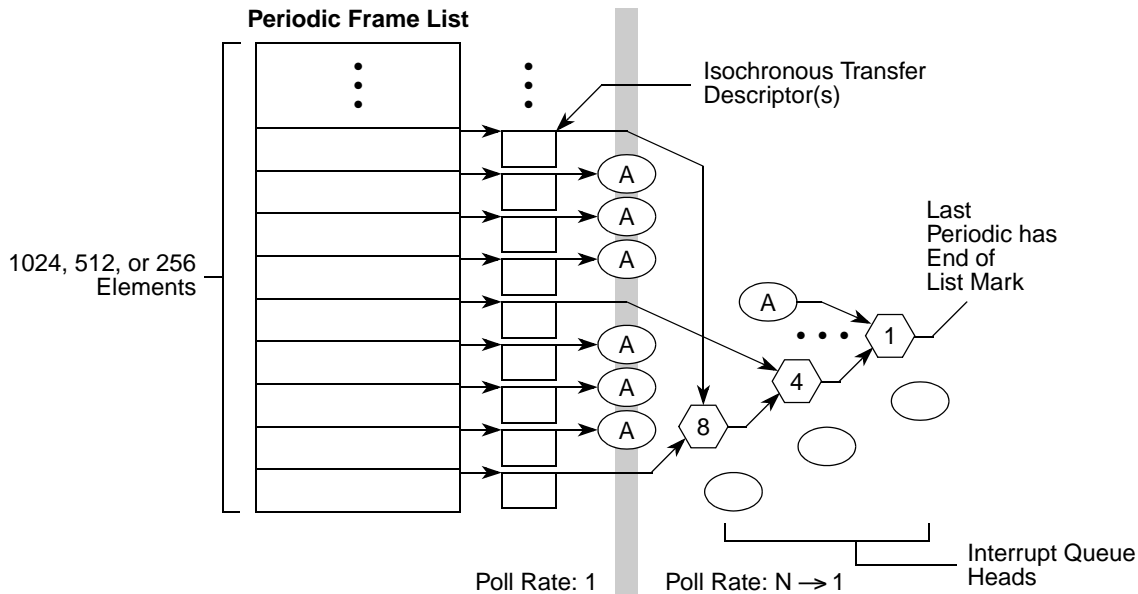 Periodic Frame List
Isochronous Transfer
Descriptor(s)
A
A
A
1024, 512, or 256
Elements
Last
Periodic has
End of
List Mark
A
1
A
4
A
A
8
Interrupt Queue
Heads
Poll Rate: 1
Poll Rate: N → 1